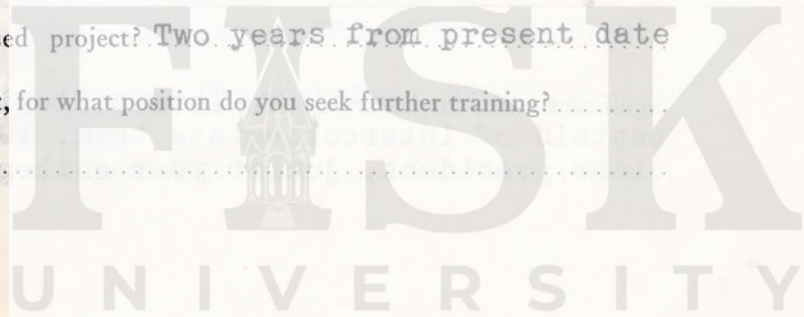 ed project? Two years from present date
, for what position do you seek further training?
FISK
UNIVERSITY